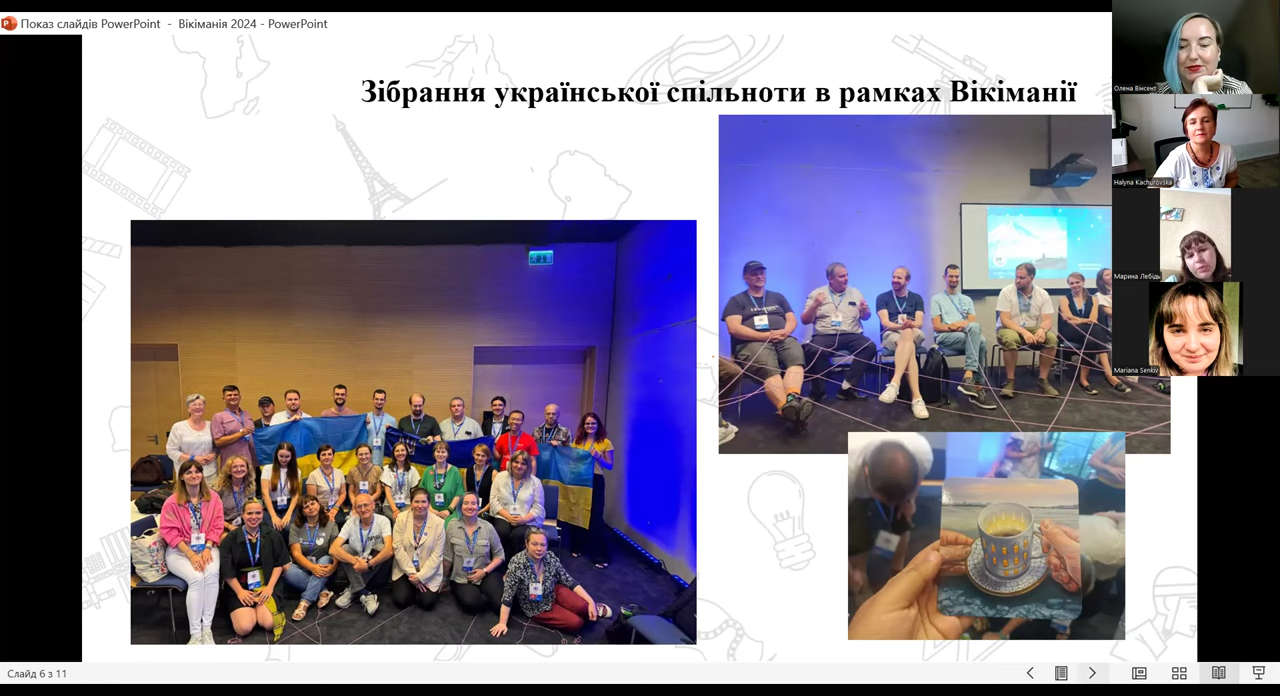 Показ слайдів PowerPoint - Вікіманія 2024 - PowerPoint
Зібрання української спільноти в рамках Вікіманії
Олена Вінсент
Halyna Kachurovska
Марина Лебідь
Mariana Senkiv
Слайд 6 з 11